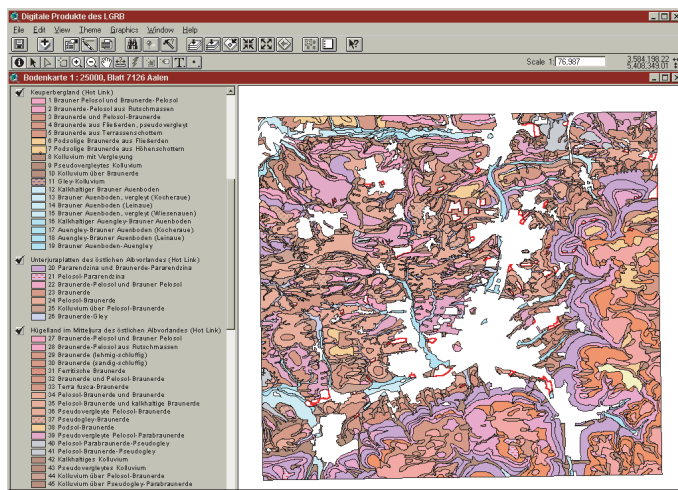 Digitale Produkte des LGRB
File Edit View Theme Graphics Window Help
Scale 1: 76,987
3.584.198.22
5.408.349.01
Bodenkarte 1 : 25000, Blatt 7126 Aalen
Keuperbergland (Hot Link)
1 Brauner Pelosol und Braunerde-Pelosol
2 Braunerde-Pelosol aus Rutschmassen
3 Braunerde und Pelosol-Braunerde
4 Braunerde aus Fließerden, pseudovergleyt
5 Braunerde aus Terrassenschottern
6 Podsolige Braunerde aus Fließerden
7 Podsolige Braunerde aus Höhenschottern
8 Kolluvium mit Vergleyung
9 Pseudovergleytes Kolluvium
10 Kolluvium über Braunerde
11 Gley-Kolluvium
12 Kalkhaltiger Brauner Auenboden
13 Brauner Auenboden, vergleyt (Kocheraue)
14 Brauner Auenboden (Leinaue)
15 Brauner Auenboden, vergleyt (Wiesenauen)
16 Kalkhaltiger Auengley-Brauner Auenboden
17 Auengley-Brauner Auenboden (Kocheraue)
18 Auengley-Brauner Auenboden (Leinaue)
19 Brauner Auenboden-Auengley
Unterjuraplatten des östlichen Albvorlandes (Hot Link)
20 Pararendzina und Braunerde-Pararendzina
21 Pelosol-Pararendzina
22 Braunerde-Pelosol und Brauner Pelosol
23 Braunerde
24 Pelosol-Braunerde
25 Kolluvium über Pelosol-Braunerde
26 Braunerde-Gley
Hügelland im Mitteljura des östlichen Albvorlandes (Hot Link)
27 Braunerde-Pelosol und Brauner Pelosol
28 Braunerde-Pelosol aus Rutschmassen
29 Braunerde (lehmig-schluffig)
30 Braunerde (sandig-schluffig)
31 Ferritische Braunerde
32 Braunerde und Pelosol-Braunerde
33 Terra fusca-Braunerde
34 Pelosol-Braunerde und Braunerde
35 Pelosol-Braunerde und kalkhaltige Braunerde
36 Pseudovergleyte Pelosol-Braunerde
37 Pseudogley-Braunerde
38 Podsol-Braunerde
39 Pseudovergleyte Pelosol-Parabraunerde
40 Pelosol-Parabraunerde-Pseudogley
41 Pelosol-Braunerde-Pseudogley
42 Kalkhaltiges Kolluvium
43 Pseudovergleytes Kolluvium
44 Kolluvium über Pelosol-Braunerde
45 Kolluvium über Pseudogley-Parabraunerde